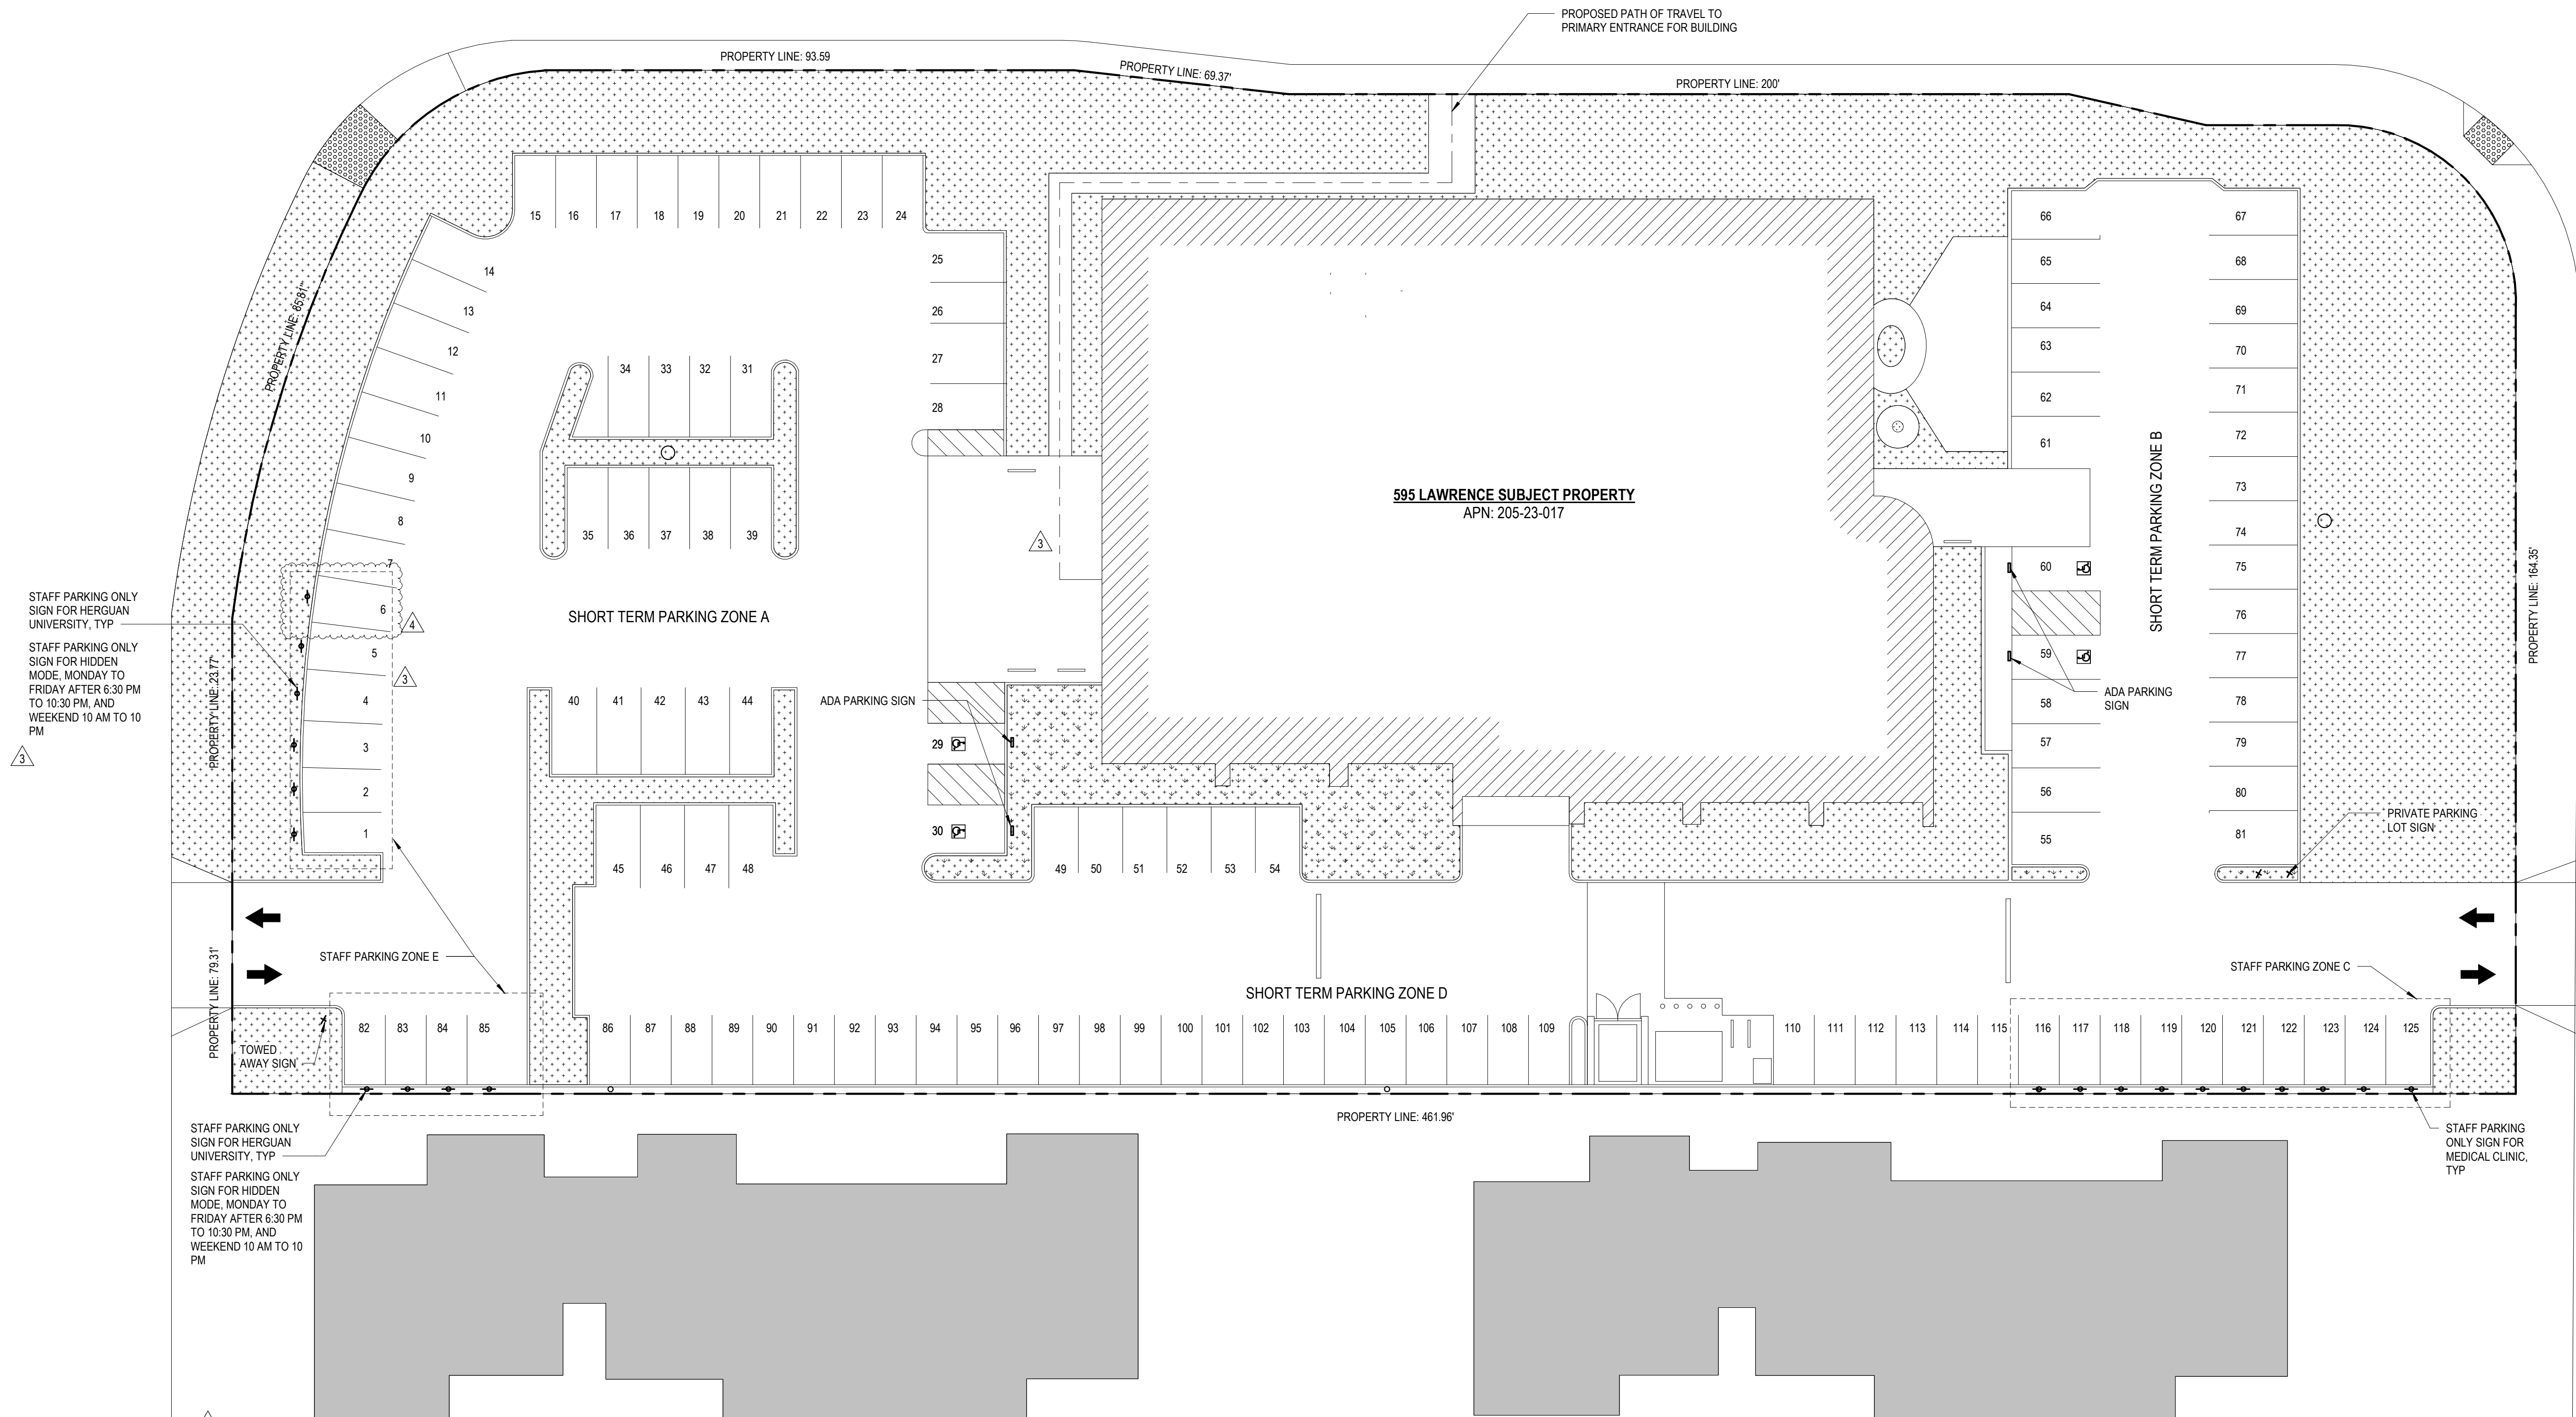 PROPOSED PATH OF TRAVEL TO
PRIMARY ENTRANCE FOR BUILDING
PROPERTY LINE: 93.59
PROPERTY LINE: 69.37'
PROPERTY LINE: 200'
PROPERTY LINE: 85.81"
15 16 17 18 19 20 21 22 23 24
14
13
12
11
10
9
8
7
6
5
4
3
2
1
25
26
27
28
34 33 32 31
35 36 37 38 39
SHORT TERM PARKING ZONE A
3
4
3
STAFF PARKING ONLY
SIGN FOR HERGUAN
UNIVERSITY, TYP
STAFF PARKING ONLY
SIGN FOR HIDDEN
MODE, MONDAY TO
FRIDAY AFTER 6:30 PM
TO 10:30 PM, AND
WEEKEND 10 AM TO 10
PM
3
PROPERTY LINE: 23.77'
40 41 42 43 44
ADA PARKING SIGN
29
30
45 46 47 48
49 50 51 52 53 54
595 LAWRENCE SUBJECT PROPERTY
APN: 205-23-017
66
65
64
63
62
61
60
59
58
57
56
55
67
68
69
70
71
72
73
74
75
76
77
78
79
80
81
SHORT TERM PARKING ZONE B
ADA PARKING
SIGN
PRIVATE PARKING
LOT SIGN
PROPERTY LINE: 164.35'
PROPERTY LINE: 79.31'
STAFF PARKING ZONE E
SHORT TERM PARKING ZONE D
STAFF PARKING ZONE C
TOWED
AWAY SIGN
82 83 84 85 86 87 88 89 90 91 92 93 94 95 96 97 98 99 100 101 102 103 104 105 106 107 108 109 110 111 112 113 114 115 116 117 118 119 120 121 122 123 124 125
PROPERTY LINE: 461.96'
STAFF PARKING ONLY
SIGN FOR HERGUAN
UNIVERSITY, TYP
STAFF PARKING ONLY
SIGN FOR HIDDEN
MODE, MONDAY TO
FRIDAY AFTER 6:30 PM
TO 10:30 PM, AND
WEEKEND 10 AM TO 10
PM
STAFF PARKING
ONLY SIGN FOR
MEDICAL CLINIC,
TYP